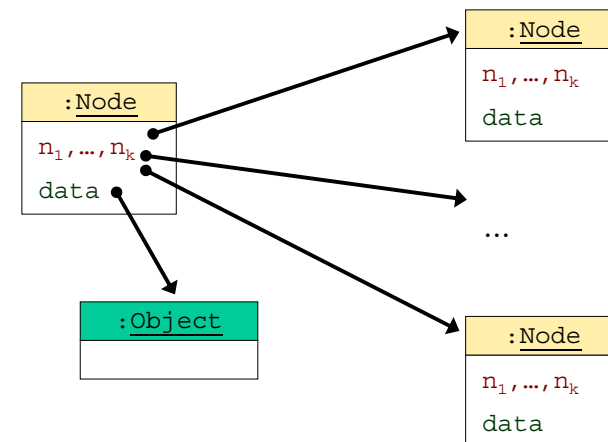 :Node
n1,…,nk
data
:Object
:Node
n1,…,nk
data
...
:Node
n1,…,nk
data